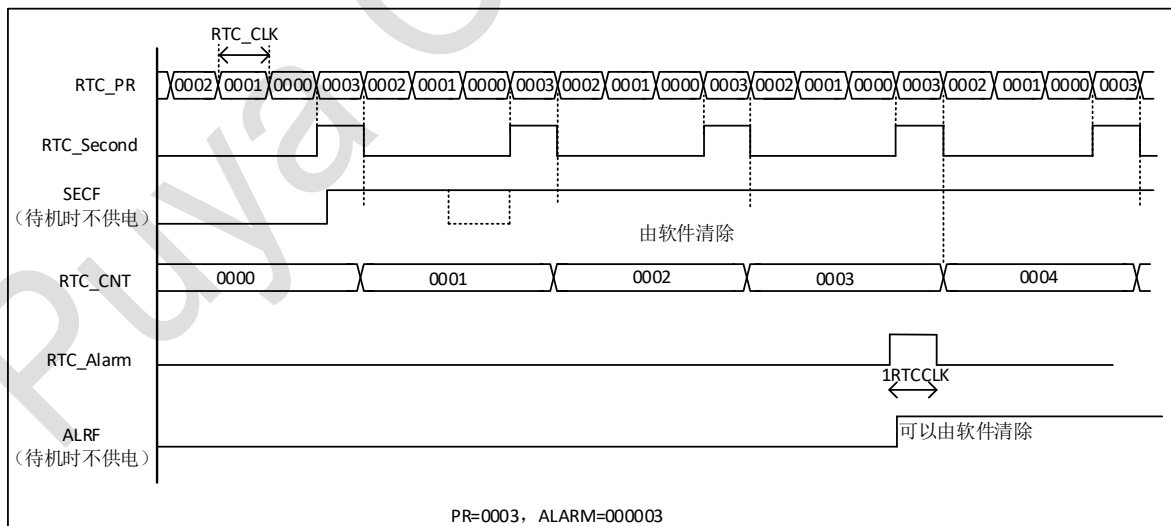 RTC_CLK
RTC_PR 0002 0001 0000 0003 0002 0001 0000 0003 0002 0001 0000 0003 0002 0001 0000 0003 0002 0001 0000 0003
RTC_Second
SECF
（待机时不供电）
由软件清除
RTC_CNT 0000 0001 0002 0003 0004
RTC_Alarm
1RTCCLK
ALRF
（待机时不供电）
可以由软件清除
PR=0003，ALARM=000003
Puya C